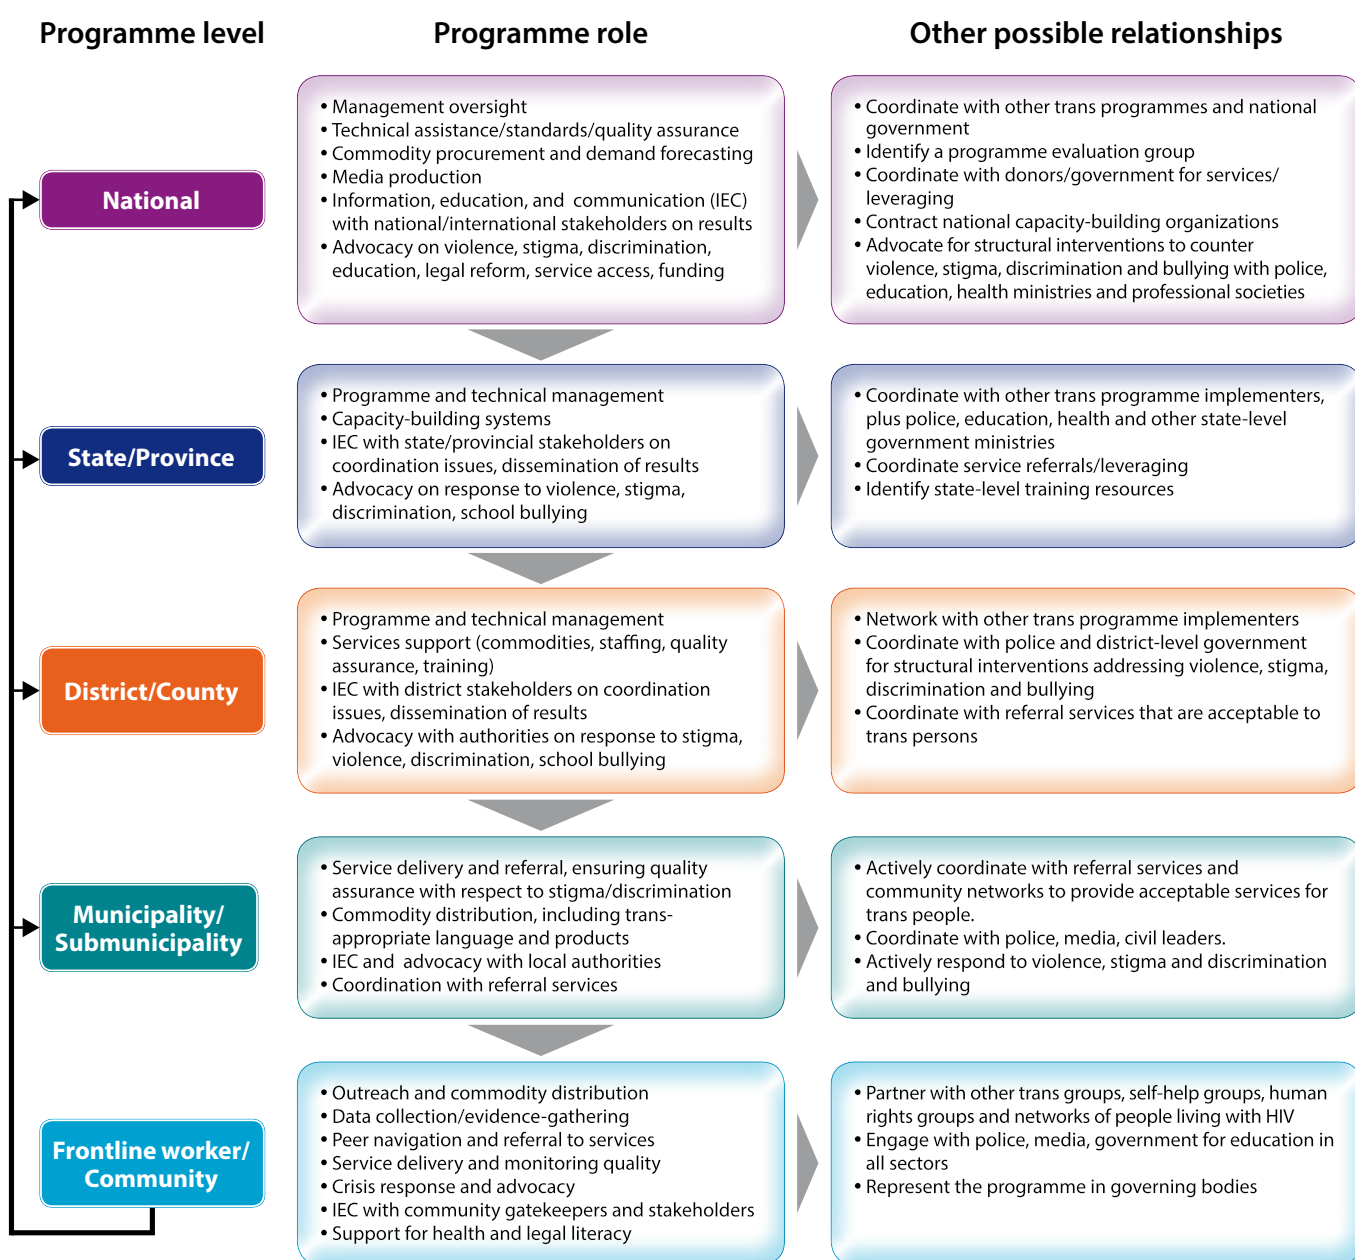 Programme level
Programme role
Other possible relationships
National
• Management oversight
• Technical assistance/standards/quality assurance
• Commodity procurement and demand forecasting
• Media production
• Information, education, and communication (IEC)
with national/international stakeholders on results
• Advocacy on violence, stigma, discrimination,
education, legal reform, service access, funding
• Coordinate with other trans programmes and national
government
• Identify a programme evaluation group
• Coordinate with donors/government for services/
leveraging
• Contract national capacity-building organizations
• Advocate for structural interventions to counter
violence, stigma, discrimination and bullying with police,
education, health ministries and professional societies
State/Province
• Programme and technical management
• Capacity-building systems
• IEC with state/provincial stakeholders on
coordination issues, dissemination of results
• Advocacy on response to violence, stigma,
discrimination, school bullying
• Coordinate with other trans programme implementers,
plus police, education, health and other state-level
government ministries
• Coordinate service referrals/leveraging
• Identify state-level training resources
District/County
• Programme and technical management
• Services support (commodities, staffing, quality
assurance, training)
• IEC with district stakeholders on coordination
issues, dissemination of results
• Advocacy with authorities on response to stigma,
violence, discrimination, school bullying
• Network with other trans programme implementers
• Coordinate with police and district-level government
for structural interventions addressing violence, stigma,
discrimination and bullying
• Coordinate with referral services that are acceptable to
trans persons
Municipality/
Submunicipality
• Service delivery and referral, ensuring quality
assurance with respect to stigma/discrimination
• Commodity distribution, including trans-
appropriate language and products
• IEC and advocacy with local authorities
• Coordination with referral services
• Actively coordinate with referral services and
community networks to provide acceptable services for
trans people.
• Coordinate with police, media, civil leaders.
• Actively respond to violence, stigma and discrimination
and bullying
Frontline worker/
Community
• Outreach and commodity distribution
• Data collection/evidence-gathering
• Peer navigation and referral to services
• Service delivery and monitoring quality
• Crisis response and advocacy
• IEC with community gatekeepers and stakeholders
• Support for health and legal literacy
• Partner with other trans groups, self-help groups, human
rights groups and networks of people living with HIV
• Engage with police, media, government for education in
all sectors
• Represent the programme in governing bodies